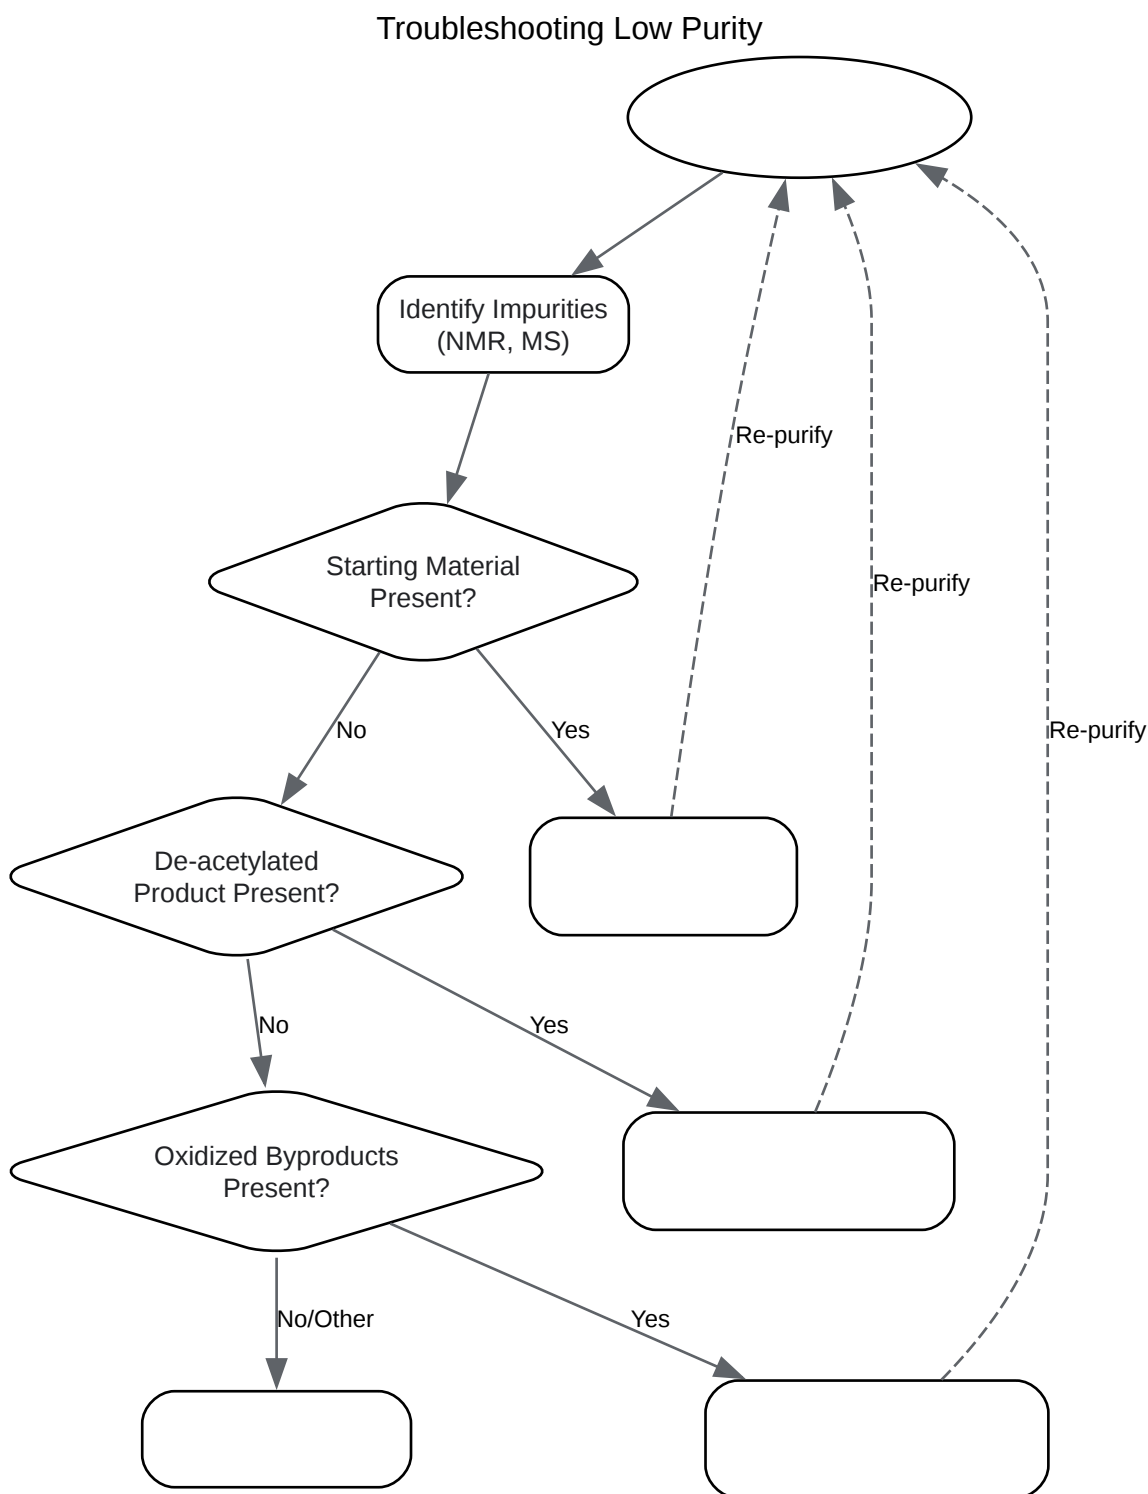 Troubleshooting Low Purity
Identify Impurities
(NMR, MS)
Re-purify
Starting Material
Present?
Re-purify
No
Yes
Re-purify
De-acetylated
Product Present?
No
Yes
Oxidized Byproducts
Present?
No/Other
Yes